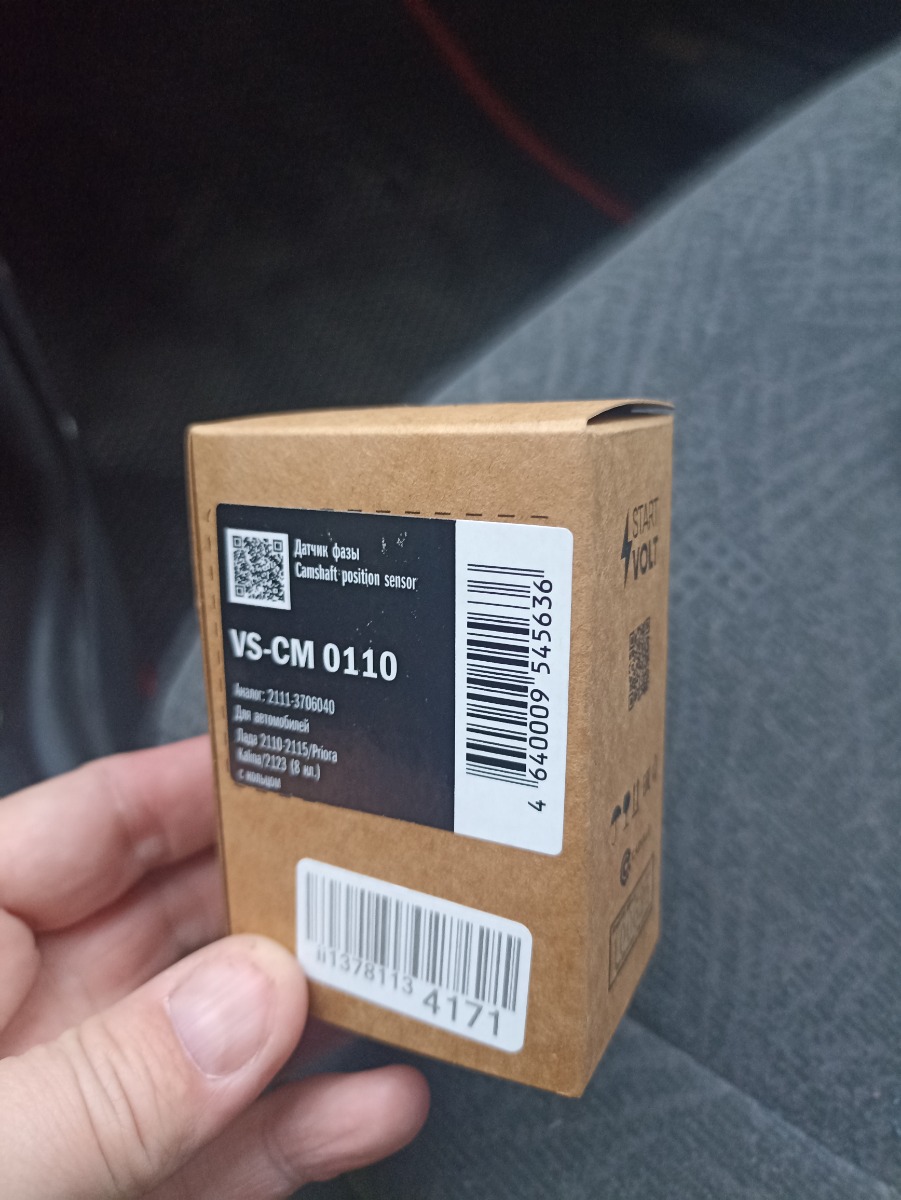 Датчик фазы
Camshaft position sensor
VS-CM 0110
Аналог: 2111-3706040
Для автомобилей
Лада 2110-2115/Priora
Kalina/2123 (8 кл.)
с кольцом
4 640009 545636
1378113 4171
START
VOLT